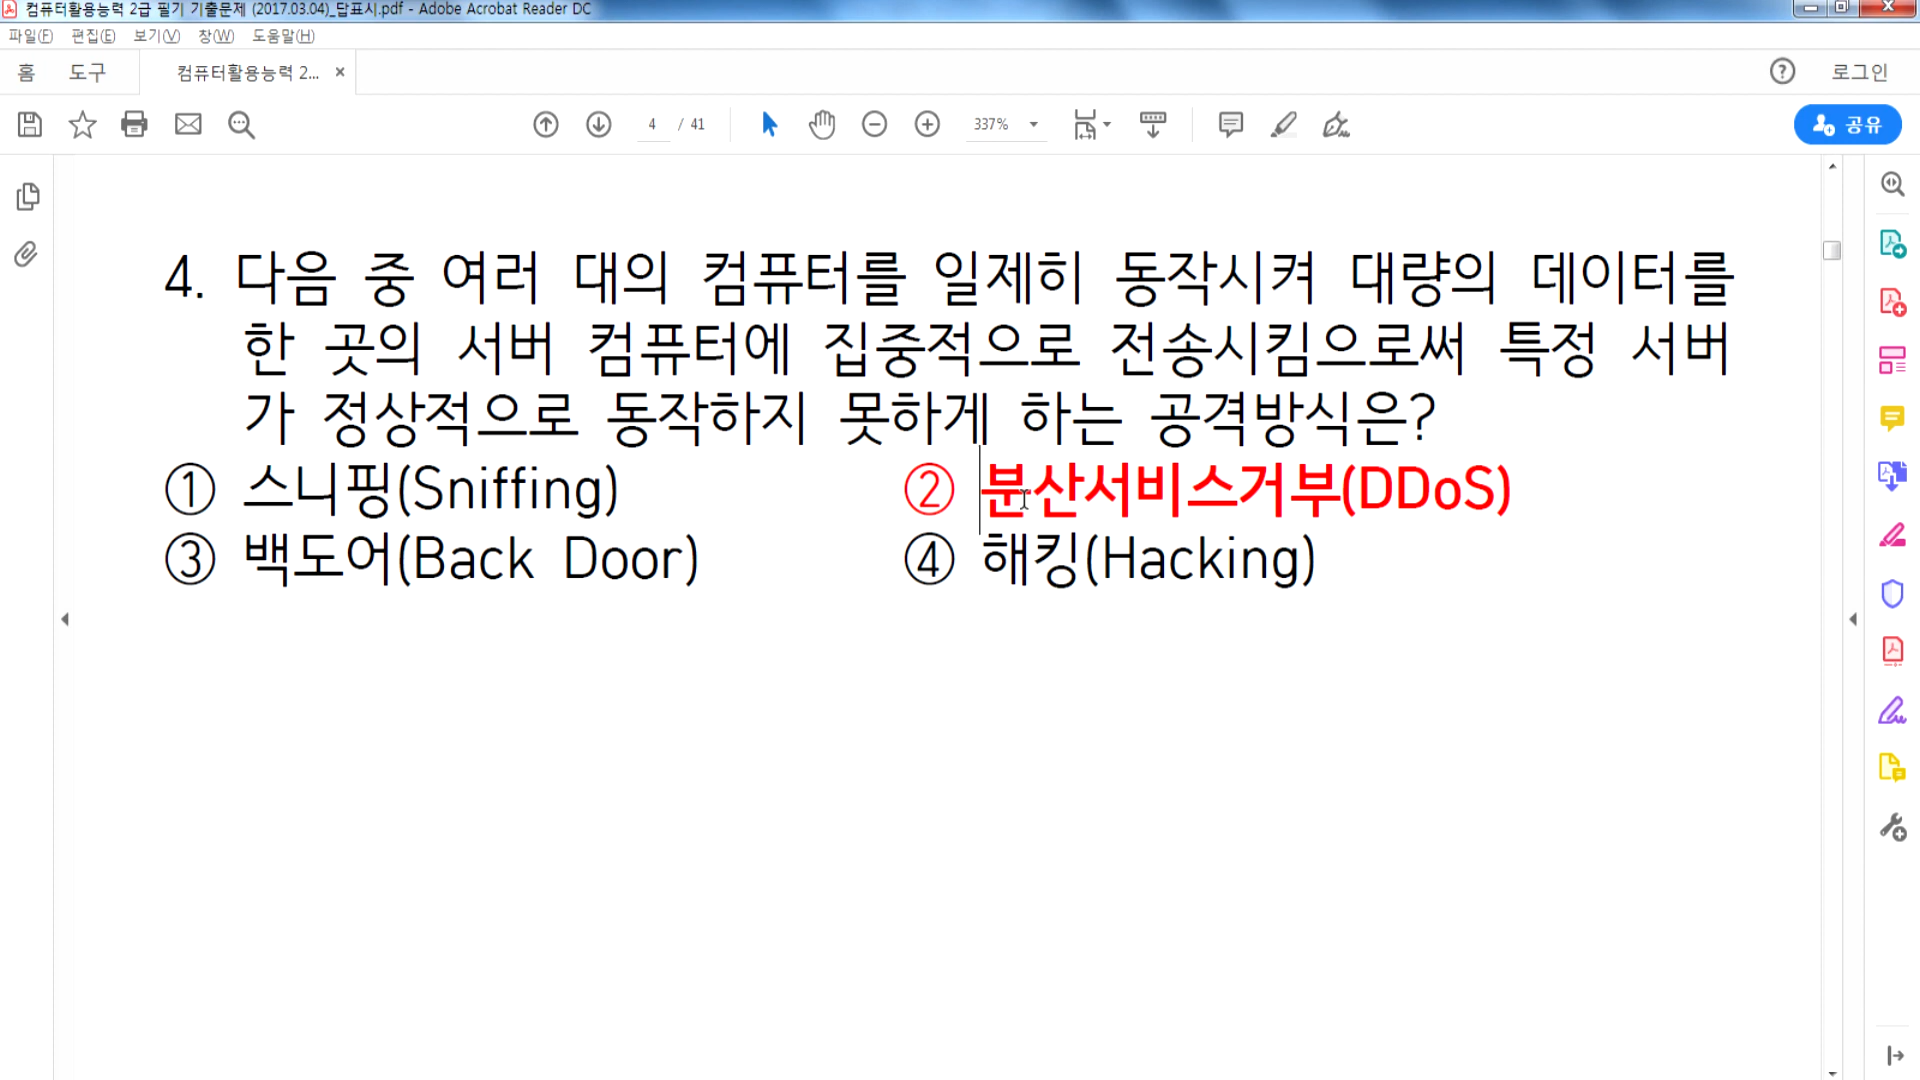 컴퓨터활용능력 2급 필기 기출문제 (2017.03.04)_답표시.pdf - Adobe Acrobat Reader DC
파일(F) 편집(E) 보기(V) 창(W) 도움말(H)
홈 도구 컴퓨터활용능력 2... × 로그인
4 / 41 337% 공유
4. 다음 중 여러 대의 컴퓨터를 일제히 동작시켜 대량의 데이터를
한 곳의 서버 컴퓨터에 집중적으로 전송시킴으로써 특정 서버
가 정상적으로 동작하지 못하게 하는 공격방식은?
① 스니핑(Sniffing) ② 분산서비스거부(DDoS)
③ 백도어(Back Door) ④ 해킹(Hacking)